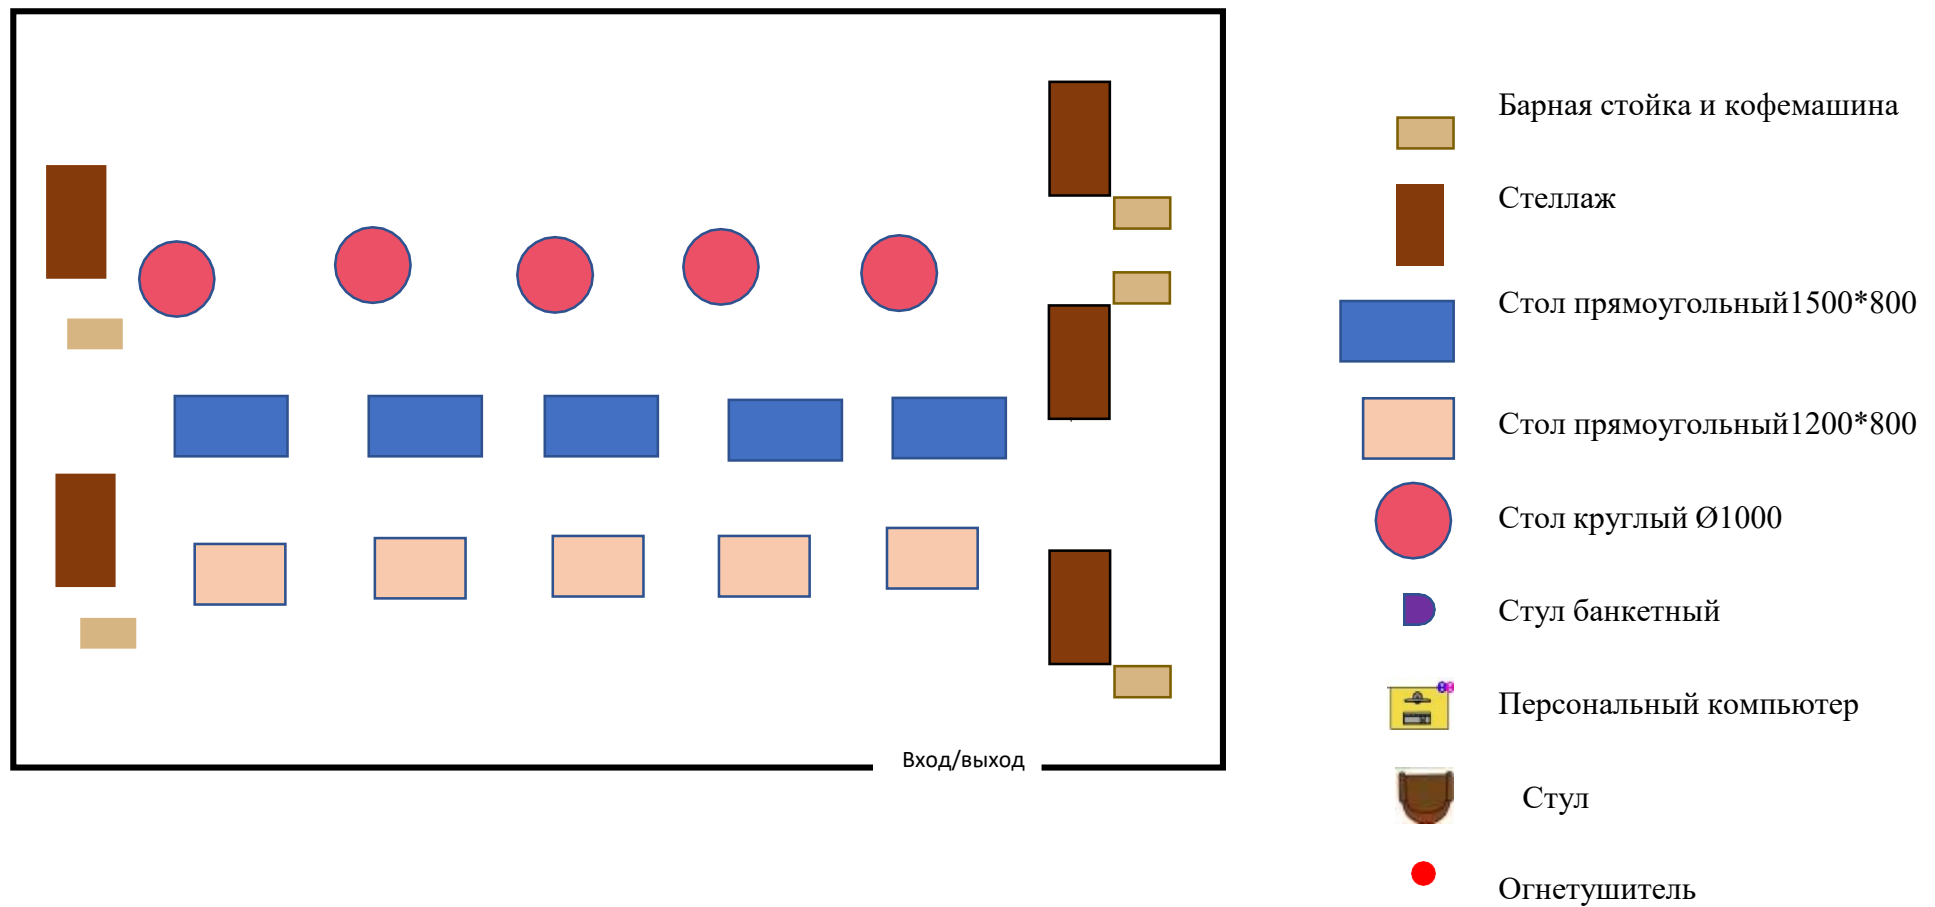 Барная стойка и кофемашина
Стеллаж
Стол прямоугольный1500*800
Стол прямоугольный1200*800
Стол круглый Ø1000
Стул банкетный
Персональный компьютер
Вход/выход
Стул
Огнетушитель